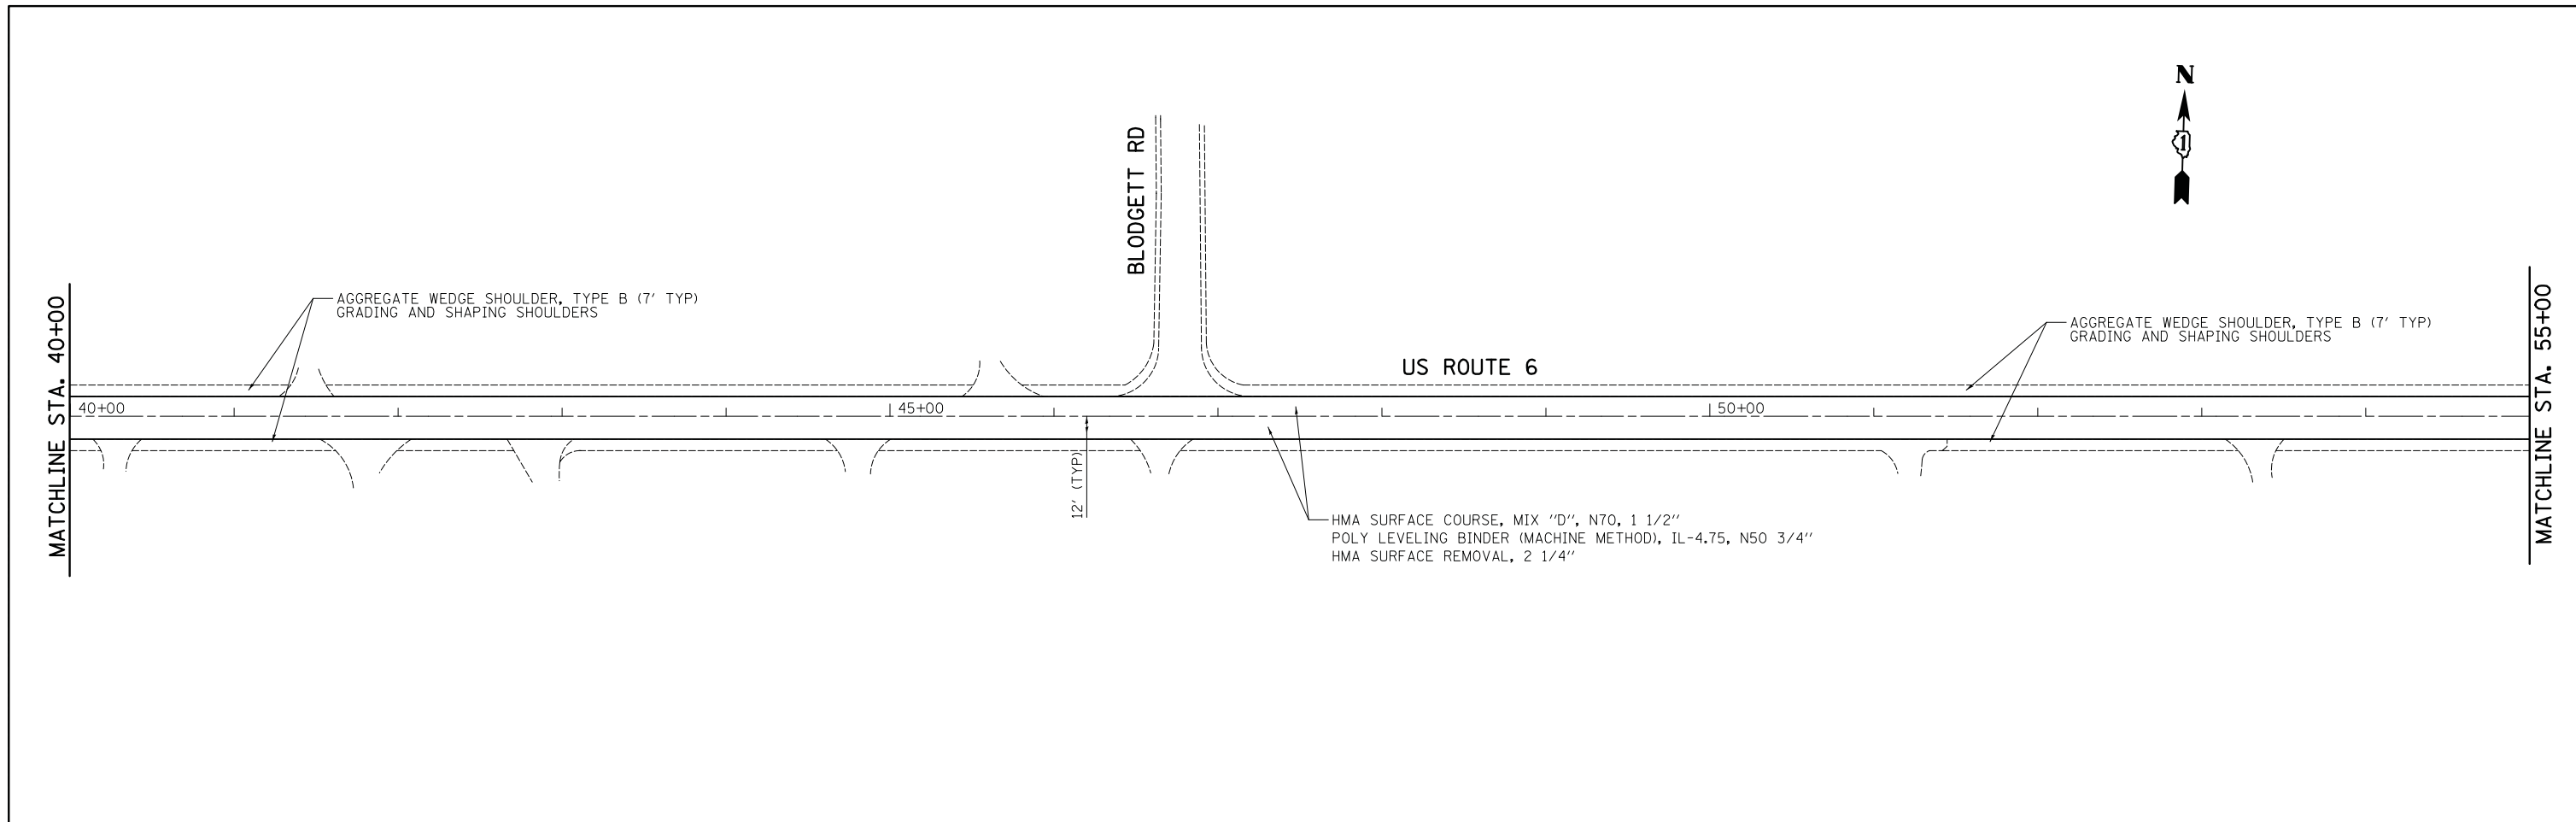 N
1
BLODGETT RD
MATCHLINE STA. 40+00
AGGREGATE WEDGE SHOULDER, TYPE B (7' TYP)
GRADING AND SHAPING SHOULDERS
AGGREGATE WEDGE SHOULDER, TYPE B (7' TYP)
GRADING AND SHAPING SHOULDERS
MATCHLINE STA. 55+00
US ROUTE 6
40+00
45+00
50+00
12' (TYP)
HMA SURFACE COURSE, MIX "D", N70, 1 1/2"
POLY LEVELING BINDER (MACHINE METHOD), IL-4.75, N50 3/4"
HMA SURFACE REMOVAL, 2 1/4"